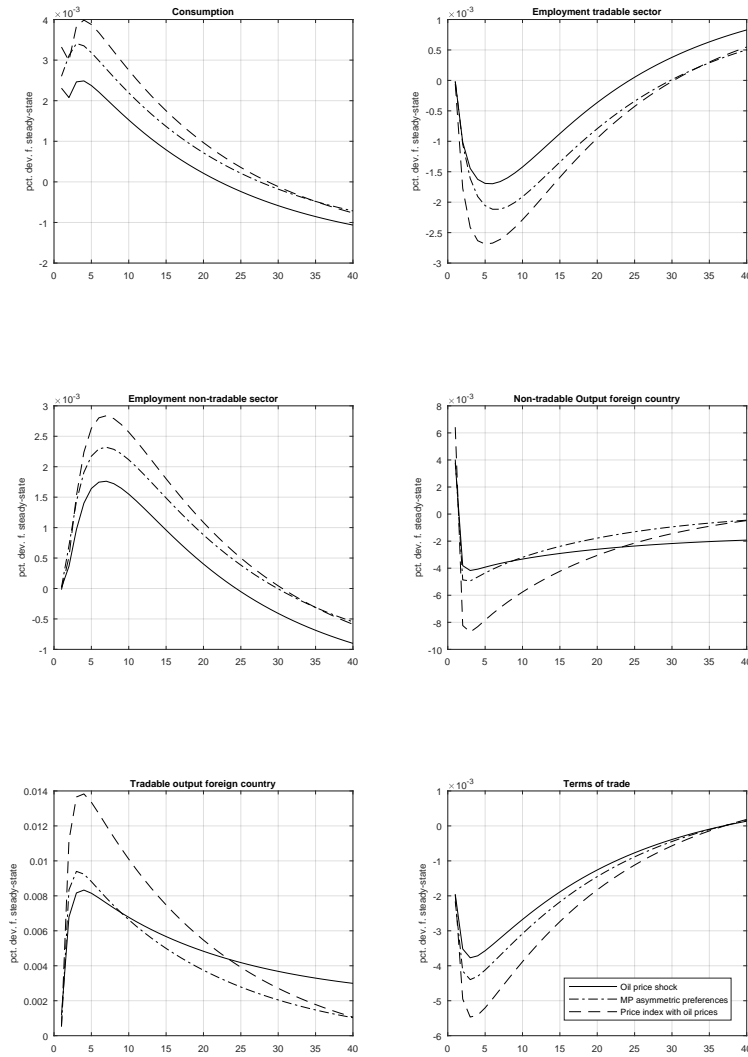 Consumption
×10-3
4
3
2
1
0
-1
-2
pct. dev. f. steady-state
0 5 10 15 20 25 30 35 40
Employment tradable sector
×10-3
1
0.5
0
-0.5
-1
-1.5
-2
-2.5
-3
pct. dev. f. steady-state
0 5 10 15 20 25 30 35 40
Employment non-tradable sector
×10-3
3
2.5
2
1.5
1
0.5
0
-0.5
-1
pct. dev. f. steady-state
0 5 10 15 20 25 30 35 40
Non-tradable Output foreign country
×10-3
8
6
4
2
0
-2
-4
-6
-8
-10
pct. dev. f. steady-state
0 5 10 15 20 25 30 35 40
Tradable output foreign country
0.014
0.012
0.01
0.008
0.006
0.004
0.002
0
pct. dev. f. steady-state
0 5 10 15 20 25 30 35 40
Terms of trade
×10-3
1
0
-1
-2
-3
-4
-5
-6
pct. dev. f. steady-state
0 5 10 15 20 25 30 35 40
Oil price shock
MP asymmetric preferences
Price index with oil prices